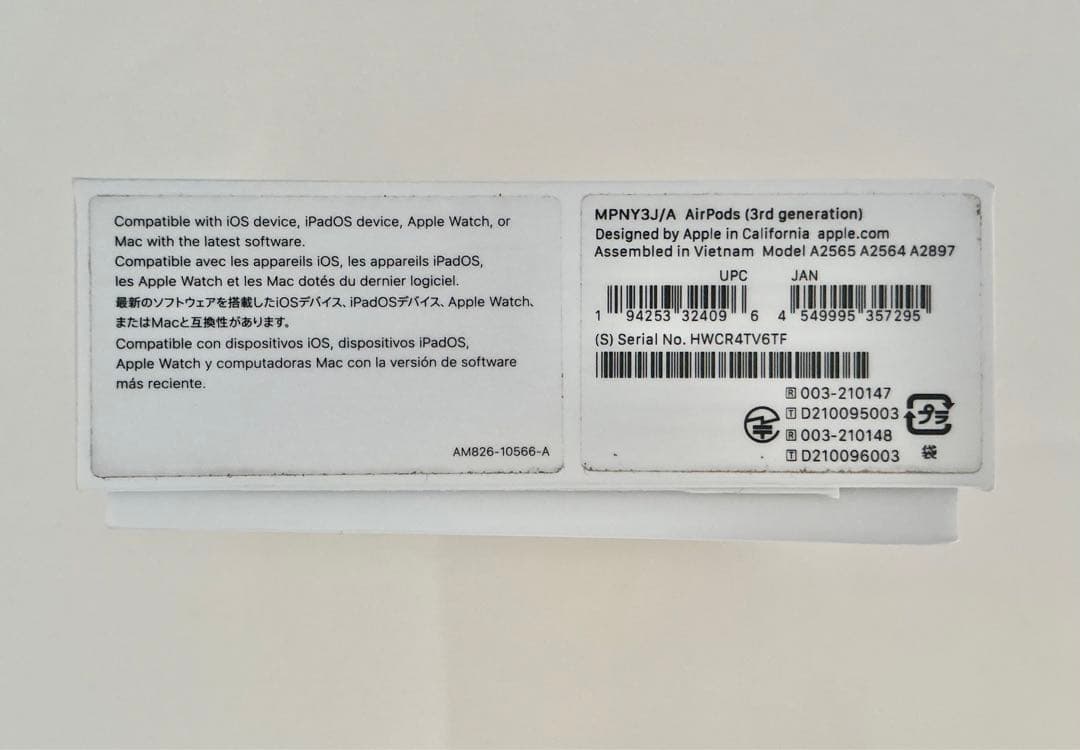 Compatible with iOS device, iPadOS device, Apple Watch, or
Mac with the latest software.
Compatible avec les appareils iOS, les appareils iPadOS,
les Apple Watch et les Mac dotés du dernier logiciel.
最新のソフトウェアを搭載したiOSデバイス、iPadOSデバイス、Apple Watch、
またはMacと互換性があります。
Compatible con dispositivos iOS, dispositivos iPadOS,
Apple Watch y computadoras Mac con la versión de software
más reciente.
AM826-10566-A
MPNY3J/A AirPods (3rd generation)
Designed by Apple in California apple.com
Assembled in Vietnam Model A2565 A2564 A2897
UPC JAN
1 94253 32409 6 4 549995 357295
(S) Serial No. HWCR4TV6TF
R 003-210147
T D210095003
R 003-210148
T D210096003
プラ
袋